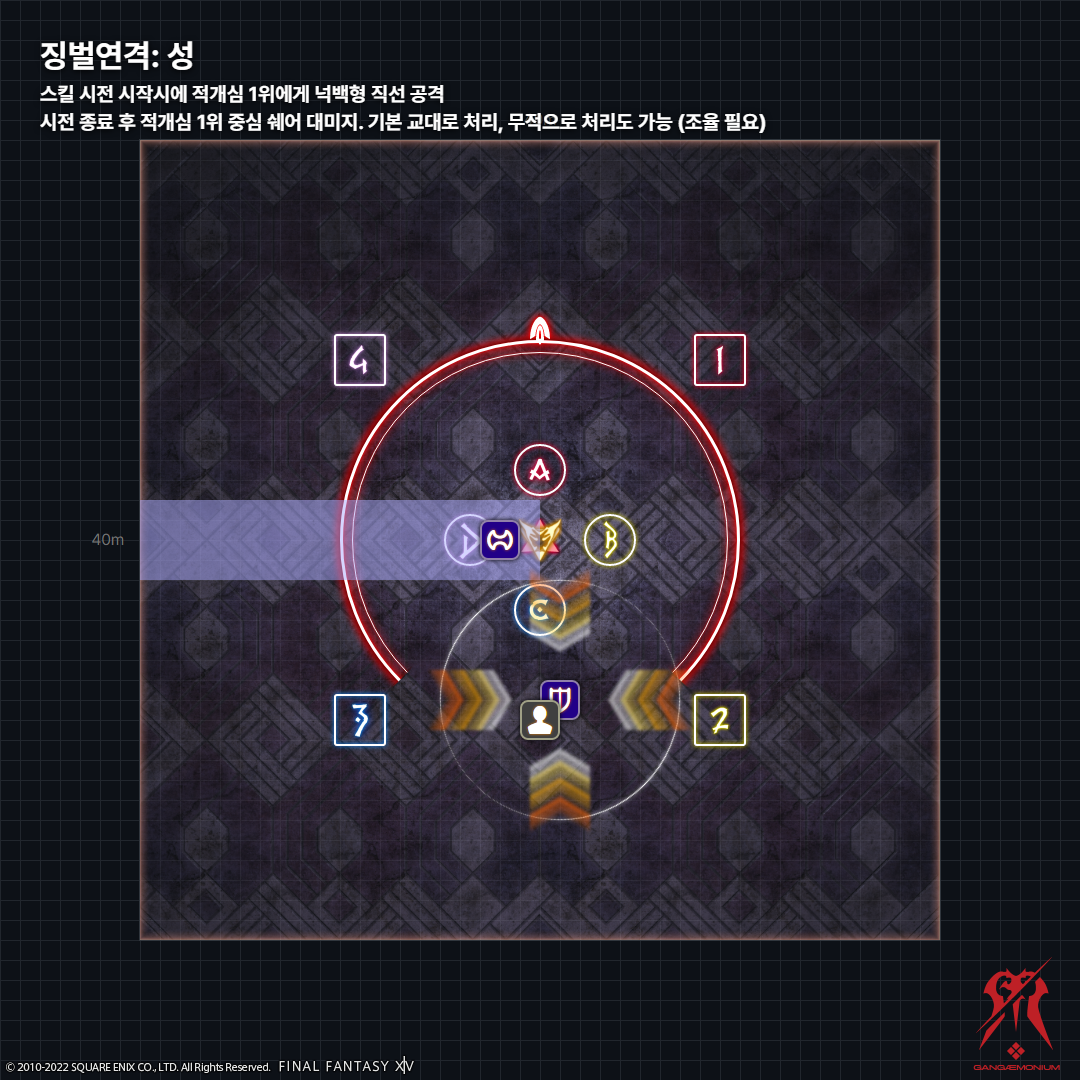 징벌연격: 성
스킬 시전 시작시에 적개심 1위에게 넉백형 직선 공격
시전 종료 후 적개심 1위 중심 쉐어 대미지. 기본 교대로 처리, 무적으로 처리도 가능 (조율 필요)
4 1
A
40m D B
C
3 2
GANGÆMONIUM
© 2010-2022 SQUARE ENIX CO., LTD. All Rights Reserved. FINAL FANTASY XIV